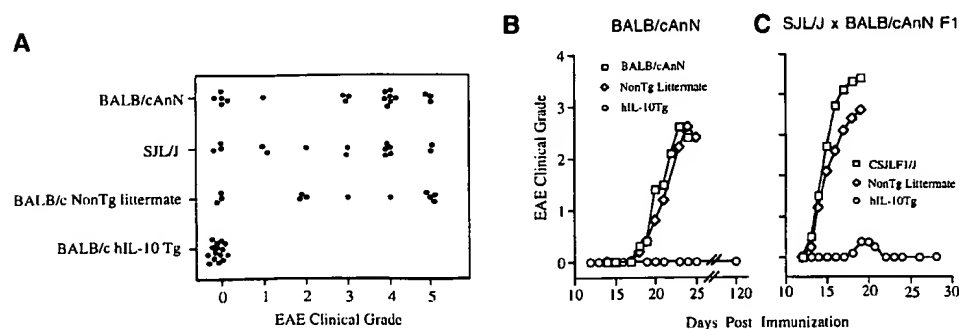 A
BALB/cAnN
SJL/J
BALB/c NonTg littermate
BALB/c hIL-10 Tg
0 1 2 3 4 5
EAE Clinical Grade
B
BALB/cAnN
EAE Clinical Grade
4
3
2
1
0
BALB/cAnN
NonTg Littermate
hIL-10Tg
10 15 20 25 120
C
SJL/J x BALB/cAnN F1
CSJLF1/J
NonTg Littermate
hIL-10Tg
10 15 20 25 30
Days Post Immunization